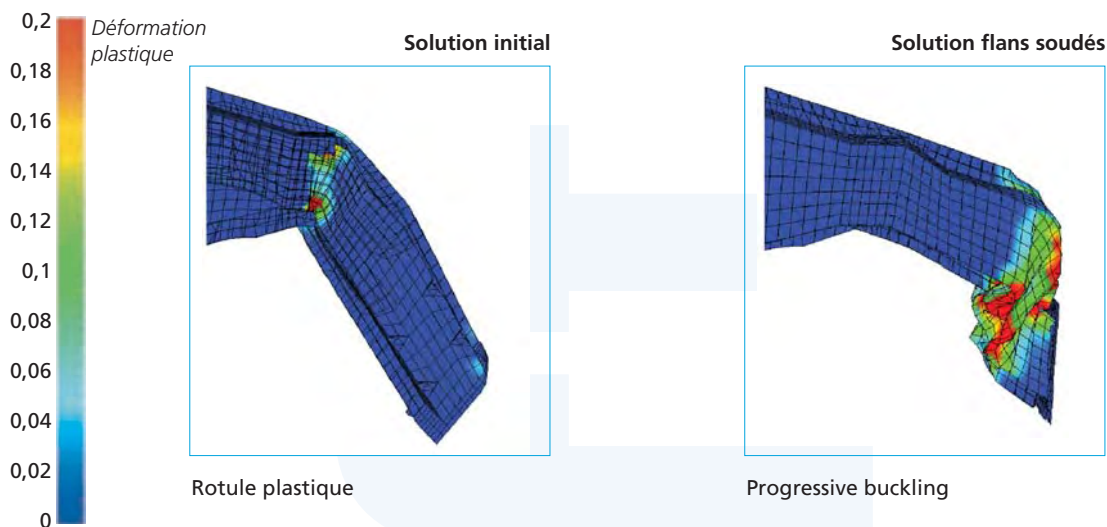 0,2
0,18
0,16
0,14
0,12
0,1
0,08
0,06
0,04
0,02
0
Déformation
plastique
Solution initial
Solution flans soudés
Rotule plastique
Progressive buckling